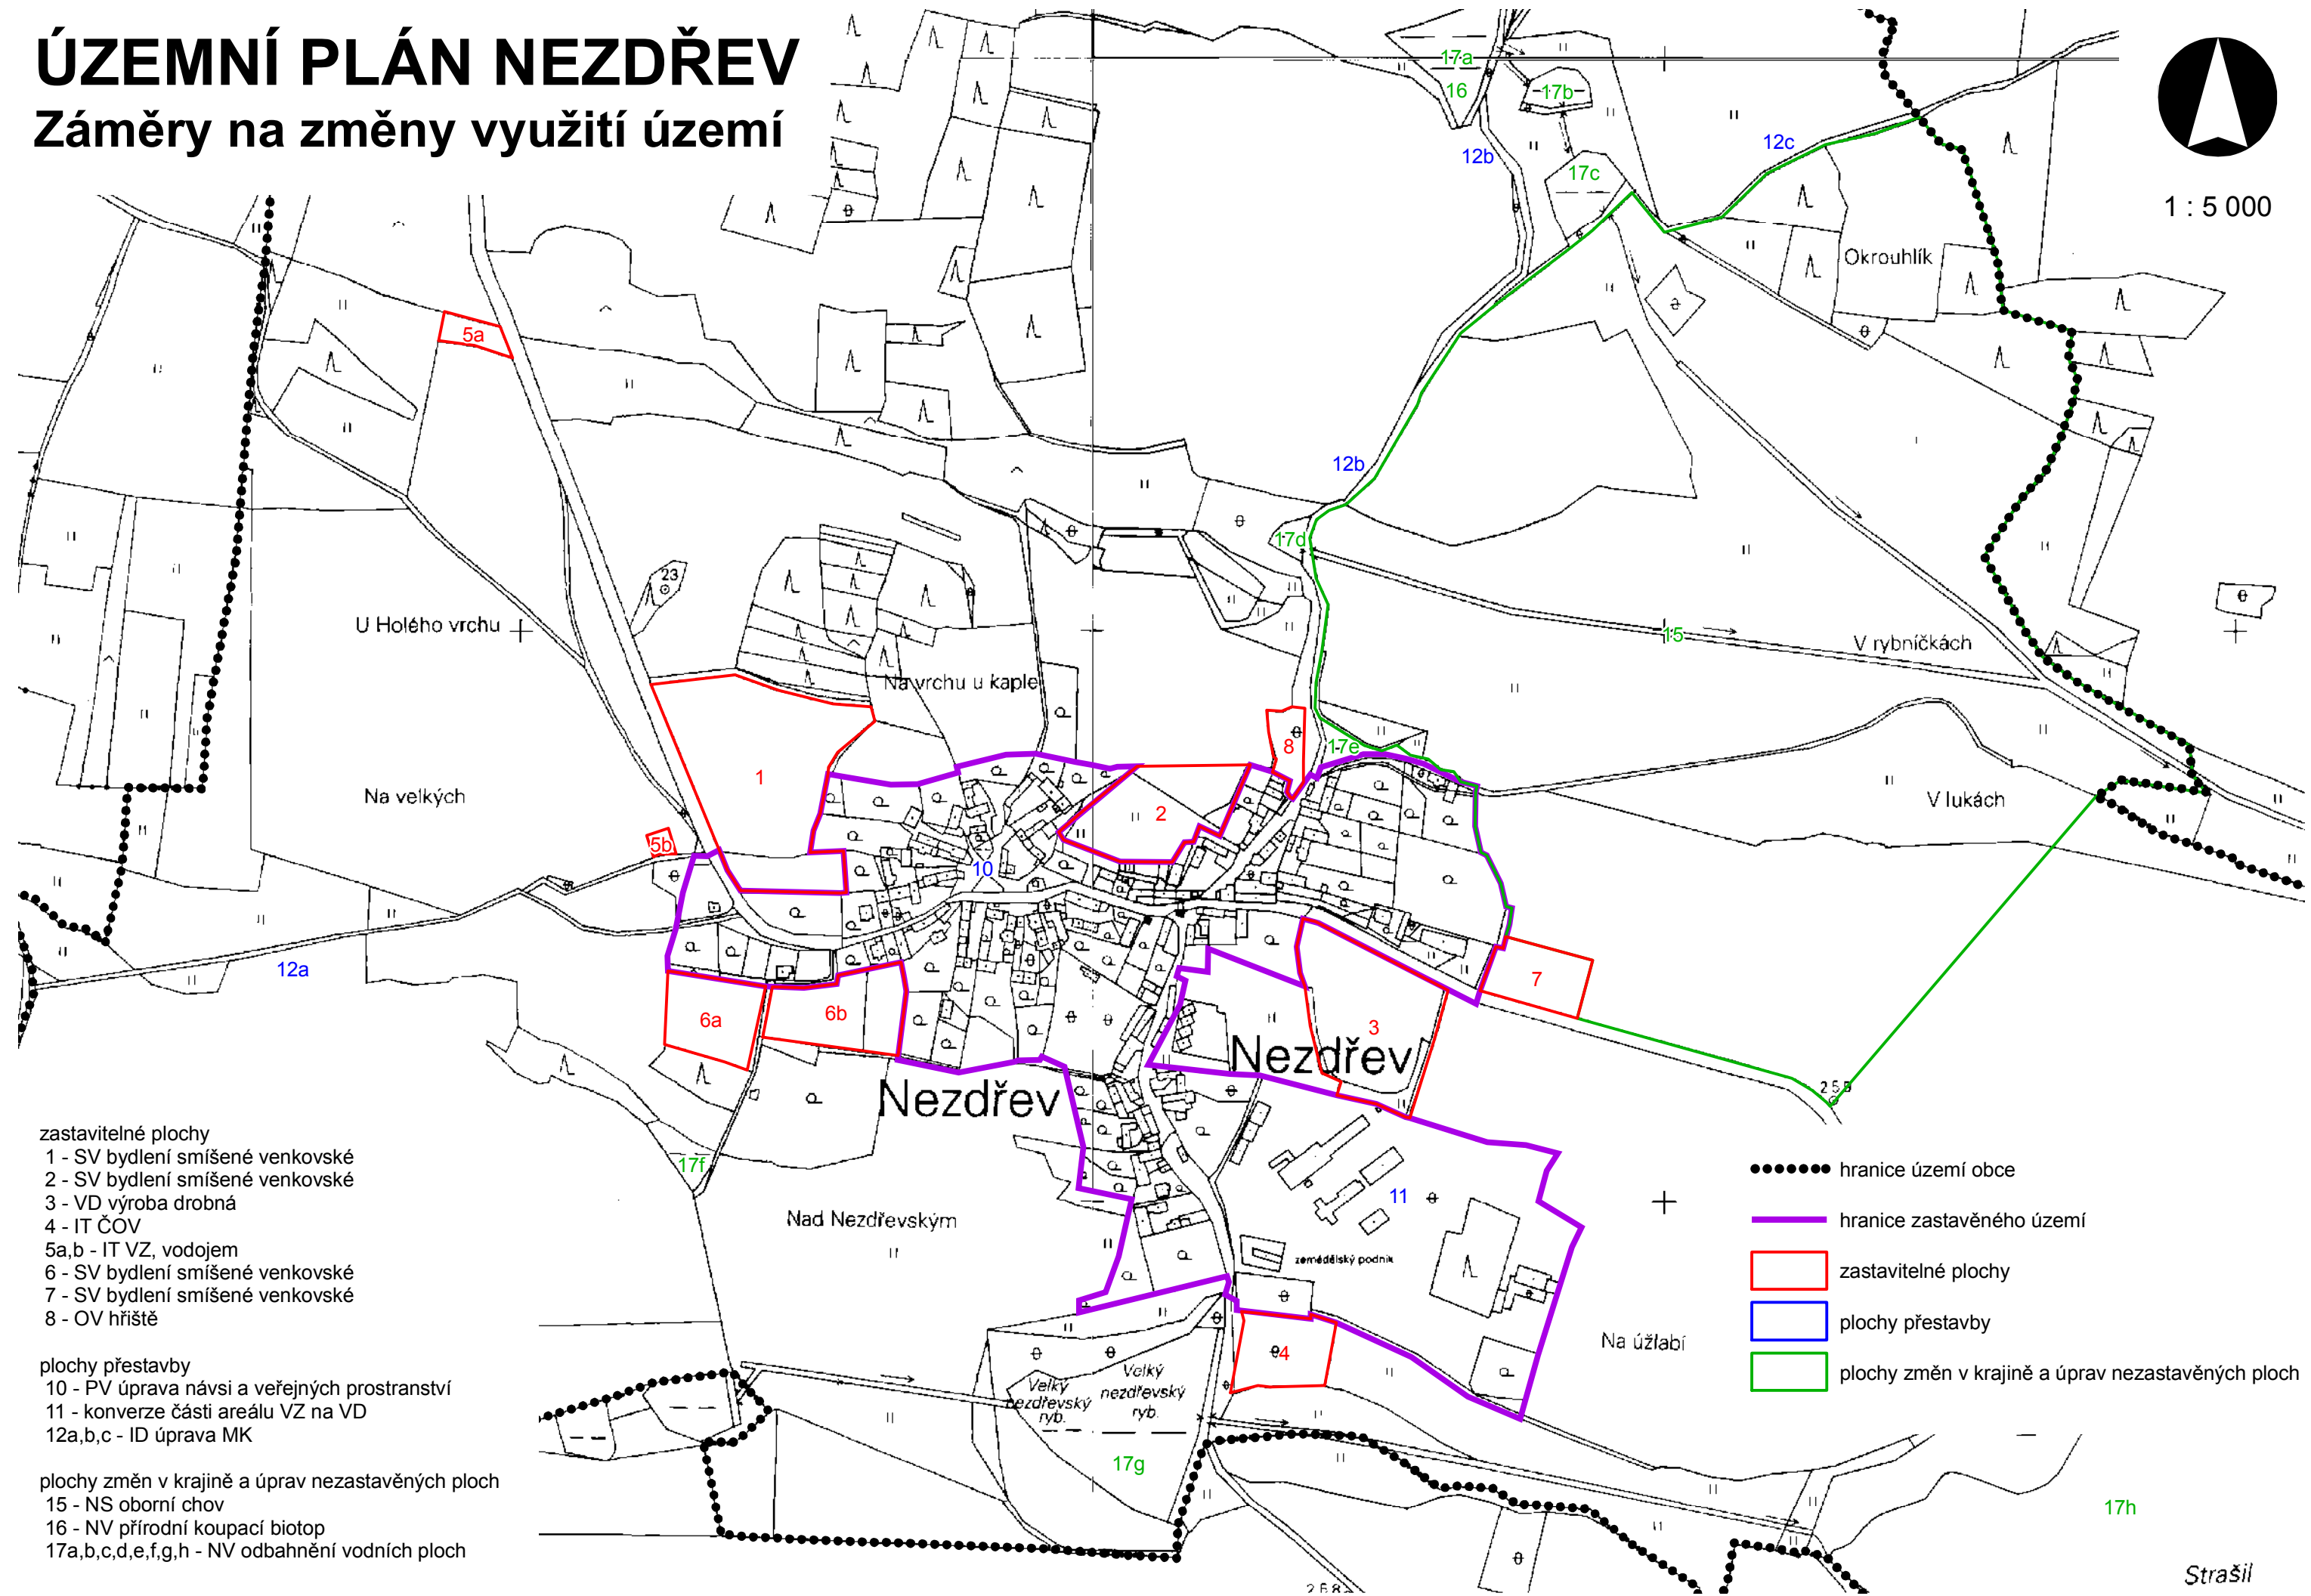 ÚZEMNÍ PLÁN NEZDŘEV
Záměry na změny využití území
1 : 5 000
17a
16
17b
12b
17c
12c
Okrouhlík
5a
12b
17d
23
U Holého vrchu
15
V rybníčkách
Na vrchu u kaple
8
17e
1
Na velkých
2
V lukách
5b
10
12a
7
6a
6b
3
Nezdřev
Nezdřev
17f
11
Nad Nezdřevským
zemědělský podnik
Na úžlabí
4
Velký
nezdřevský
ryb.
Velký
nezdřevský
ryb.
17g
17h
Strašil
258
zastavitelné plochy
1 - SV bydlení smíšené venkovské
2 - SV bydlení smíšené venkovské
3 - VD výroba drobná
4 - IT ČOV
5a,b - IT VZ, vodojem
6 - SV bydlení smíšené venkovské
7 - SV bydlení smíšené venkovské
8 - OV hřiště
plochy přestavby
10 - PV úprava návsi a veřejných prostranství
11 - konverze části areálu VZ na VD
12a,b,c - ID úprava MK
plochy změn v krajině a úprav nezastavěných ploch
15 - NS oborní chov
16 - NV přírodní koupací biotop
17a,b,c,d,e,f,g,h - NV odbahnění vodních ploch
hranice území obce
hranice zastavěného území
zastavitelné plochy
plochy přestavby
plochy změn v krajině a úprav nezastavěných ploch